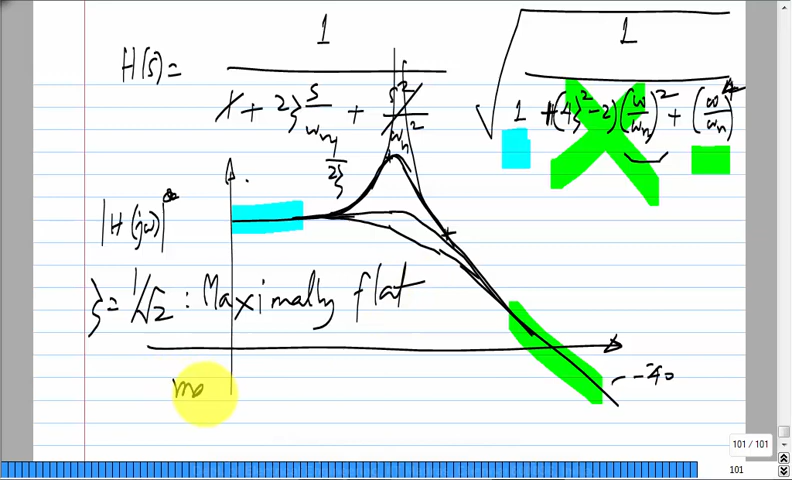 1
1
H(s) =
1 + 2ζ s/ωn + s²/ωn²
√ 1 + (4ζ² - 2)(ω/ωn)² + (ω/ωn)⁴
1/2ζ
|H(jω)|
ζ = 1/√2 : Maximally flat
-40
101 / 101
101